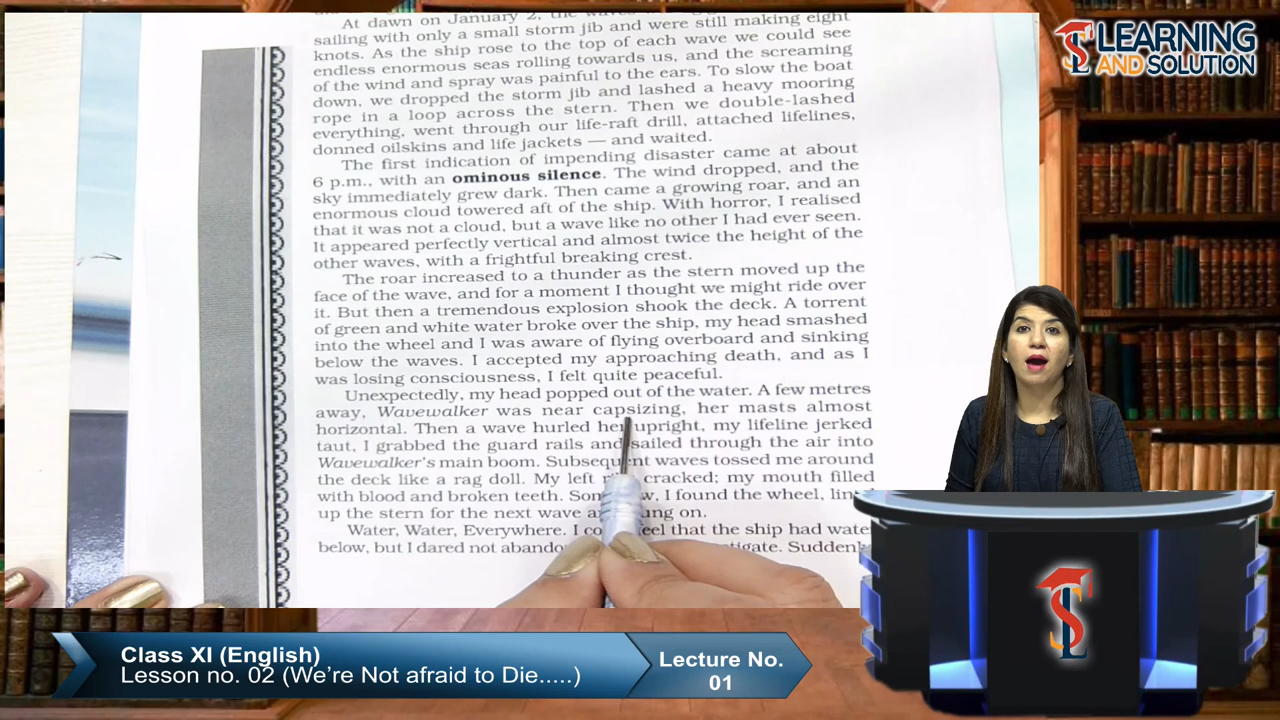 At dawn on January 2, the waves
sailing with only a small storm jib and were still making eight
knots. As the ship rose to the top of each wave we could see
endless enormous seas rolling towards us, and the screaming
of the wind and spray was painful to the ears. To slow the boat
down, we dropped the storm jib and lashed a heavy mooring
rope in a loop across the stern. Then we double-lashed
everything, went through our life-raft drill, attached lifelines,
donned oilskins and life jackets — and waited.
The first indication of impending disaster came at about
6 p.m., with an ominous silence. The wind dropped, and the
sky immediately grew dark. Then came a growing roar, and an
enormous cloud towered aft of the ship. With horror, I realised
that it was not a cloud, but a wave like no other I had ever seen.
It appeared perfectly vertical and almost twice the height of the
other waves, with a frightful breaking crest.
The roar increased to a thunder as the stern moved up the
face of the wave, and for a moment I thought we might ride over
it. But then a tremendous explosion shook the deck. A torrent
of green and white water broke over the ship, my head smashed
into the wheel and I was aware of flying overboard and sinking
below the waves. I accepted my approaching death, and as I
was losing consciousness, I felt quite peaceful.
Unexpectedly, my head popped out of the water. A few metres
away, Wavewalker was near capsizing, her masts almost
horizontal. Then a wave hurled her upright, my lifeline jerked
taut, I grabbed the guard rails and sailed through the air into
Wavewalker's main boom. Subsequent waves tossed me around
the deck like a rag doll. My left cracked; my mouth filled
with blood and broken teeth. I found the wheel,
up the stern for the next wave on.
Water, Water, Everywhere. I that the ship had
below, but I dared not
LEARNING
AND SOLUTION
Class XI (English)
Lesson no. 02 (We're Not afraid to Die.....)
Lecture No.
01